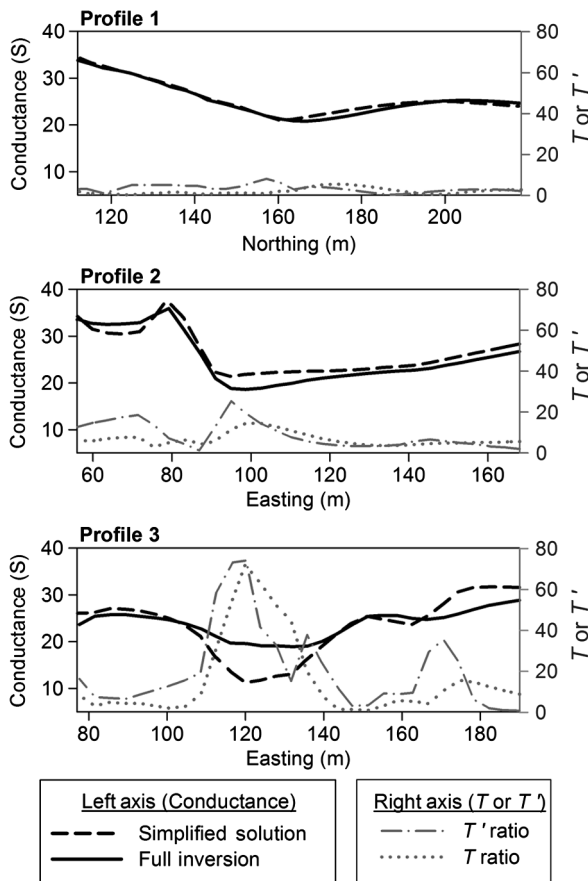 Profile 1
Conductance (S)
40
30
20
10
80
60
40
20
0
T or T′
120 140 160 180 200
Northing (m)
Profile 2
Conductance (S)
40
30
20
10
80
60
40
20
0
T or T′
60 80 100 120 140 160
Easting (m)
Profile 3
Conductance (S)
40
30
20
10
80
60
40
20
0
T or T′
80 100 120 140 160 180
Easting (m)
Left axis (Conductance)
Simplified solution
Full inversion
Right axis (T or T′)
T′ ratio
T ratio